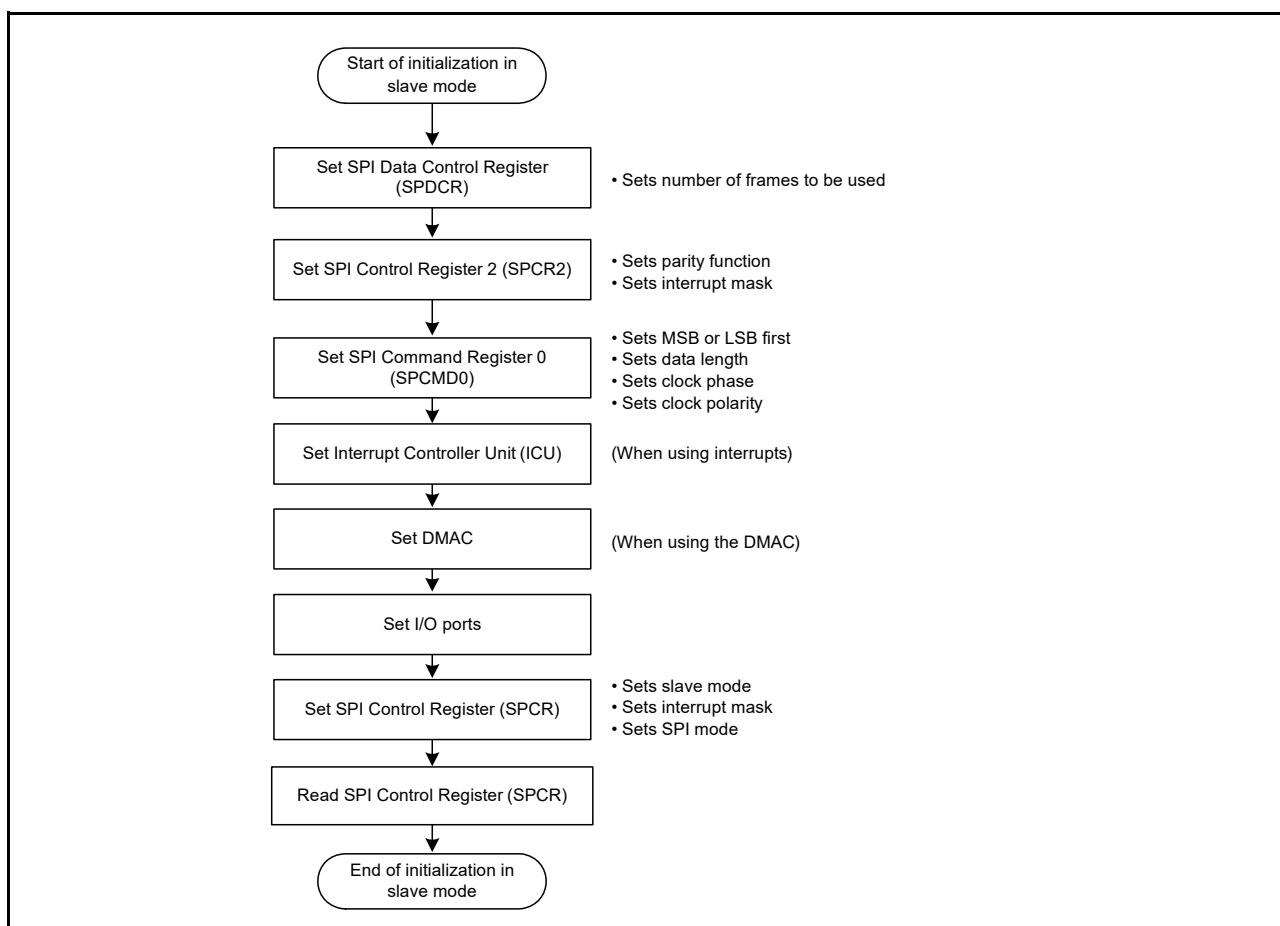 Start of initialization in
slave mode
Set SPI Data Control Register
(SPDCR)
• Sets number of frames to be used
Set SPI Control Register 2 (SPCR2)
• Sets parity function
• Sets interrupt mask
Set SPI Command Register 0
(SPCMD0)
• Sets MSB or LSB first
• Sets data length
• Sets clock phase
• Sets clock polarity
Set Interrupt Controller Unit (ICU)
(When using interrupts)
Set DMAC
(When using the DMAC)
Set I/O ports
Set SPI Control Register (SPCR)
• Sets slave mode
• Sets interrupt mask
• Sets SPI mode
Read SPI Control Register (SPCR)
End of initialization in
slave mode